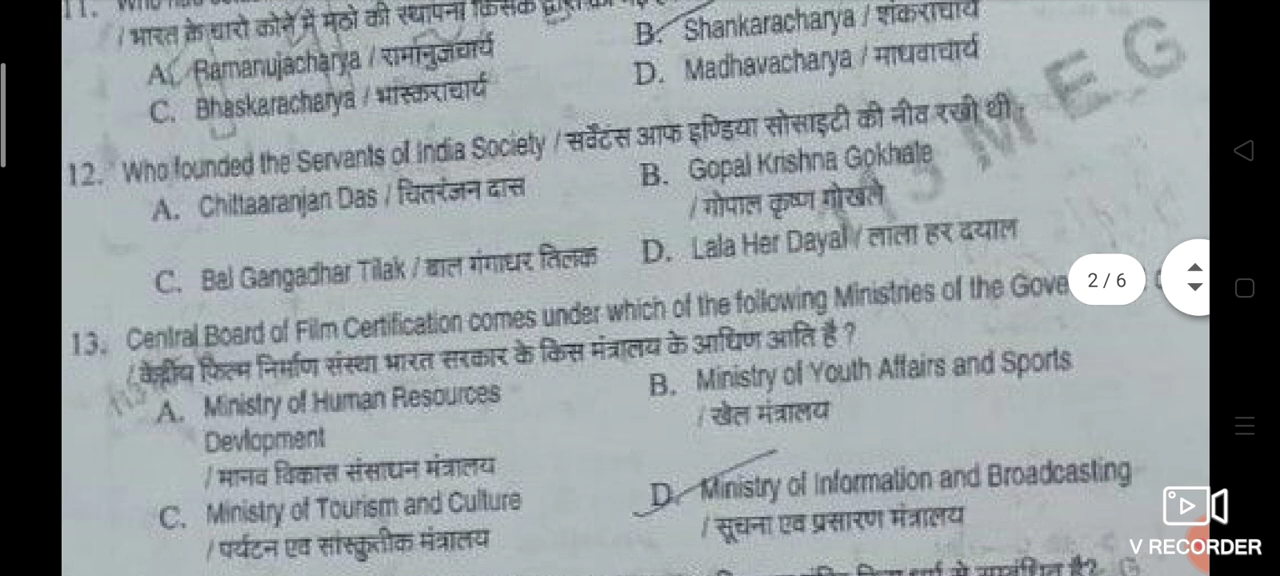 / भारत के चारो कोने में मठो की स्थापना
B. Shankaracharya / शंकराचार्य
A. Ramanujacharya / रामानुजचार्य
D. Madhavacharya / माधवाचार्य
C. Bhaskaracharya / भास्कराचार्य
12. Who founded the Servants of India Society / सर्वेंटस आफ इण्डिया सोसाइटी की नीव रखी थी
A. Chittaaranjan Das / चितरंजन दास
B. Gopal Krishna Gokhale
/ गोपाल कृष्ण गोखले
C. Bal Gangadhar Tilak / बाल गंगाधर तिलक
D. Lala Her Dayal / लाला हर दयाल
2 / 6
13. Central Board of Film Certification comes under which of the following Ministries of the Gove
/ केंद्रीय फिल्म निर्माण संस्था भारत सरकार के किस मंत्रालय के आधिण आति है ?
A. Ministry of Human Resources
Devlopment
/ मानव विकास संसाधन मंत्रालय
B. Ministry of Youth Affairs and Sports
/ खेल मंत्रालय
C. Ministry of Tourism and Culture
/ पर्यटन एव सांस्कृतीक मंत्रालय
D. Ministry of Information and Broadcasting
/ सूचना एव प्रसारण मंत्रालय
V RECORDER